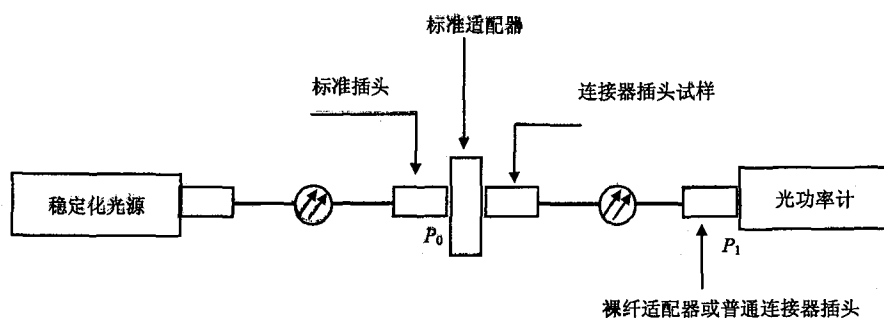 标准适配器
标准插头
连接器插头试样
稳定化光源
光功率计
P₀
P₁
裸纤适配器或普通连接器插头